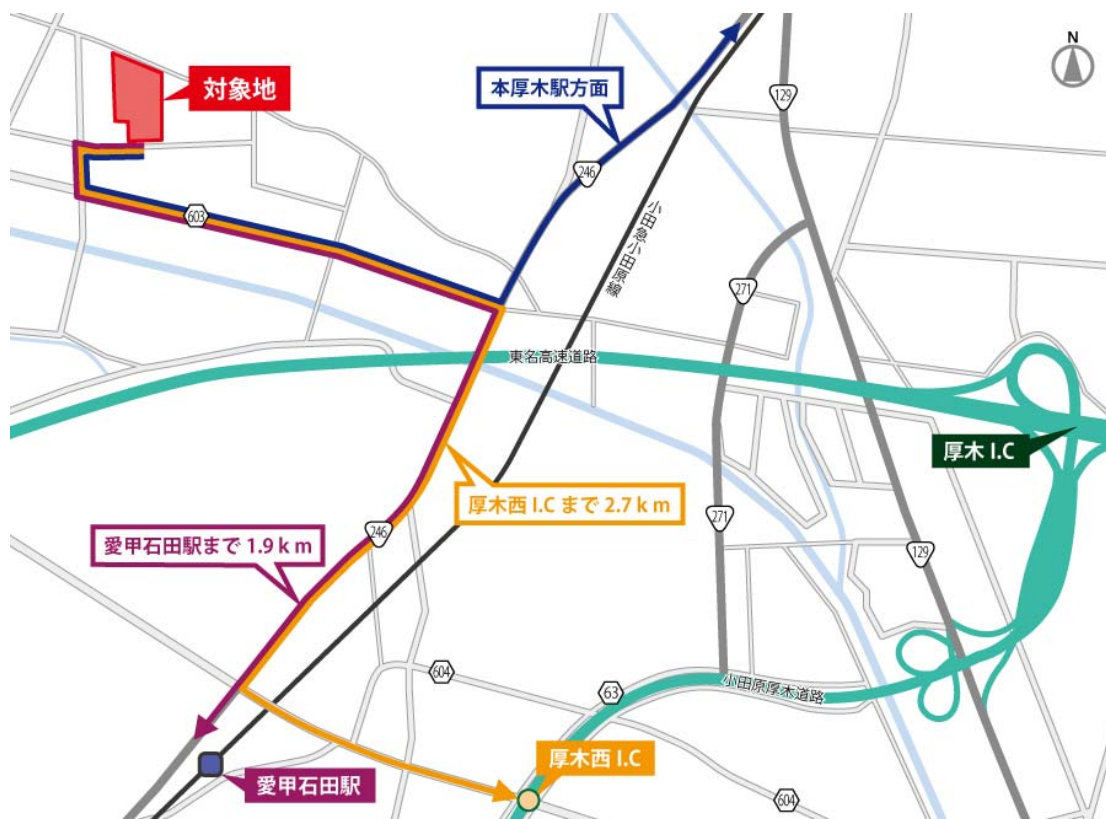 N
対象地
本厚木駅方面
129
246
603
小田急小田原線
271
東名高速道路
厚木 I.C
厚木西 I.C まで 2.7 k m
271
246
愛甲石田駅まで 1.9 k m
129
604
63
小田原厚木道路
厚木西 I.C
愛甲石田駅
604